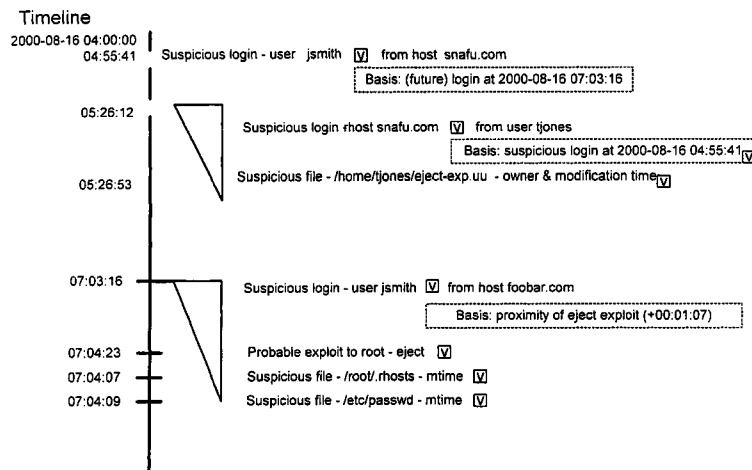 Timeline
2000-08-16 04:00:00
04:55:41 Suspicious login - user jsmith V from host snafu.com
Basis: (future) login at 2000-08-16 07:03:16
05:26:12
Suspicious login rhost snafu.com V from user tjones
Basis: suspicious login at 2000-08-16 04:55:41 V
05:26:53 Suspicious file - /home/tjones/eject-exp.uu - owner & modification time V
07:03:16 Suspicious login - user jsmith V from host foobar.com
Basis: proximity of eject exploit (+00:01:07)
07:04:23 Probable exploit to root - eject V
07:04:07 Suspicious file - /root/.rhosts - mtime V
07:04:09 Suspicious file - /etc/passwd - mtime V